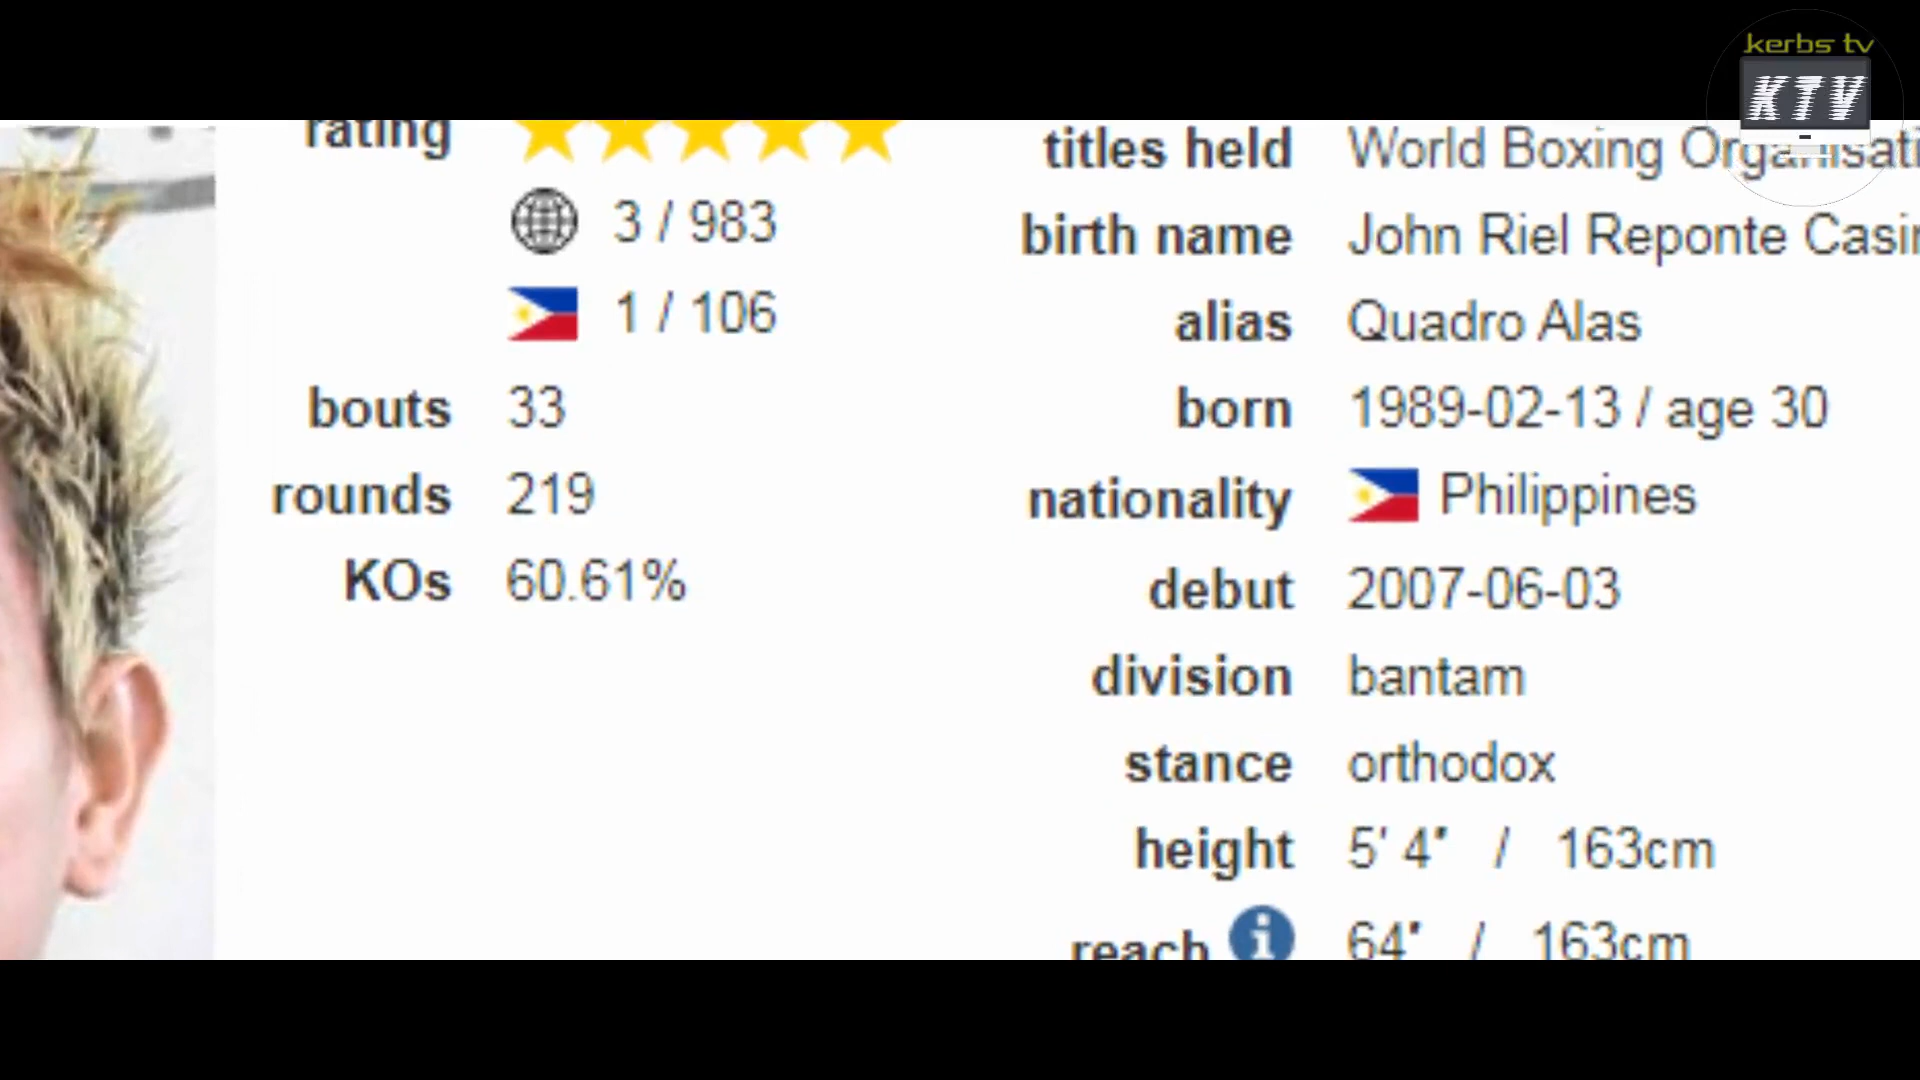 kerbs tv
KTV
rating
3 / 983
1 / 106
bouts 33
rounds 219
KOs 60.61%
titles held World Boxing
birth name John Riel Reponte
alias Quadro Alas
born 1989-02-13 / age 30
nationality Philippines
debut 2007-06-03
division bantam
stance orthodox
height 5' 4″ / 163cm
reach i 64″ / 163cm